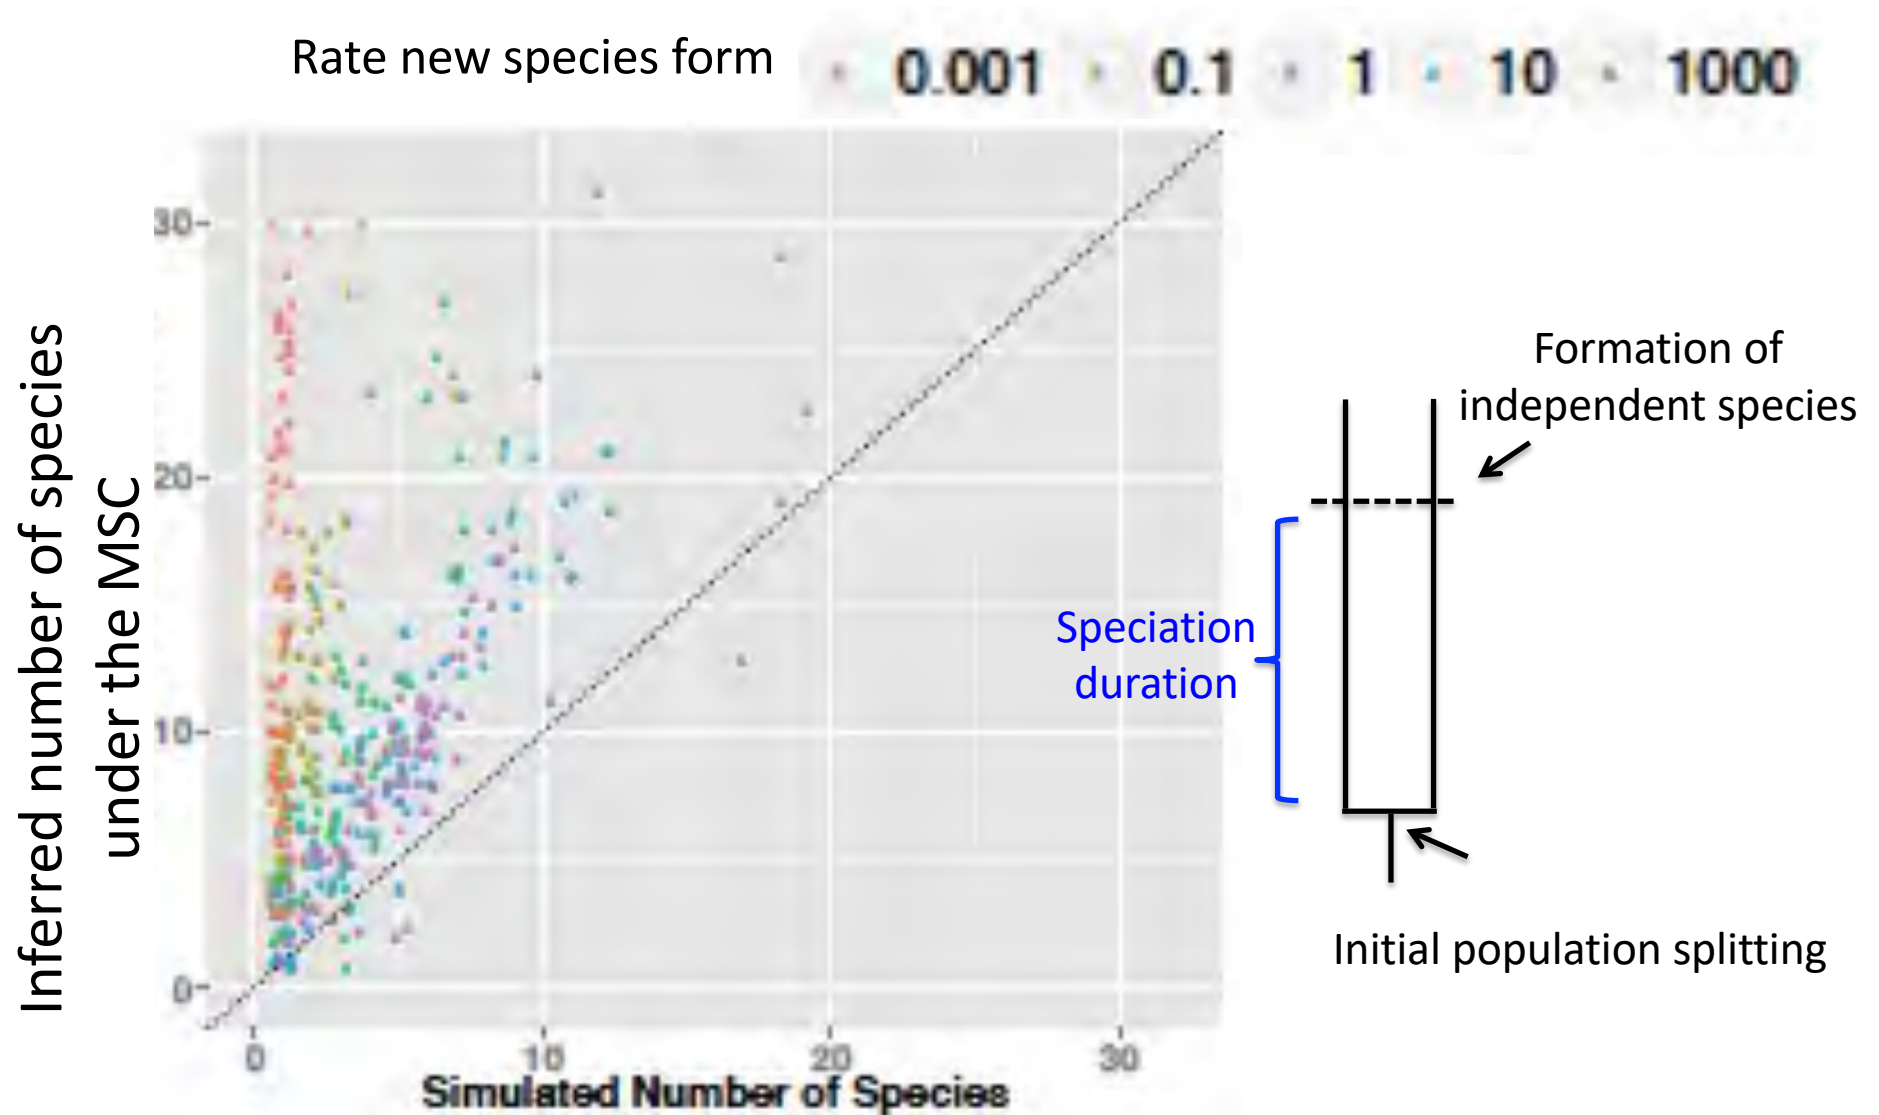 Rate new species form 0.001 0.1 1 10 1000
Inferred number of species
under the MSC
30
20
10
0
0 10 20 30
Simulated Number of Species
Speciation
duration
Formation of
independent species
Initial population splitting